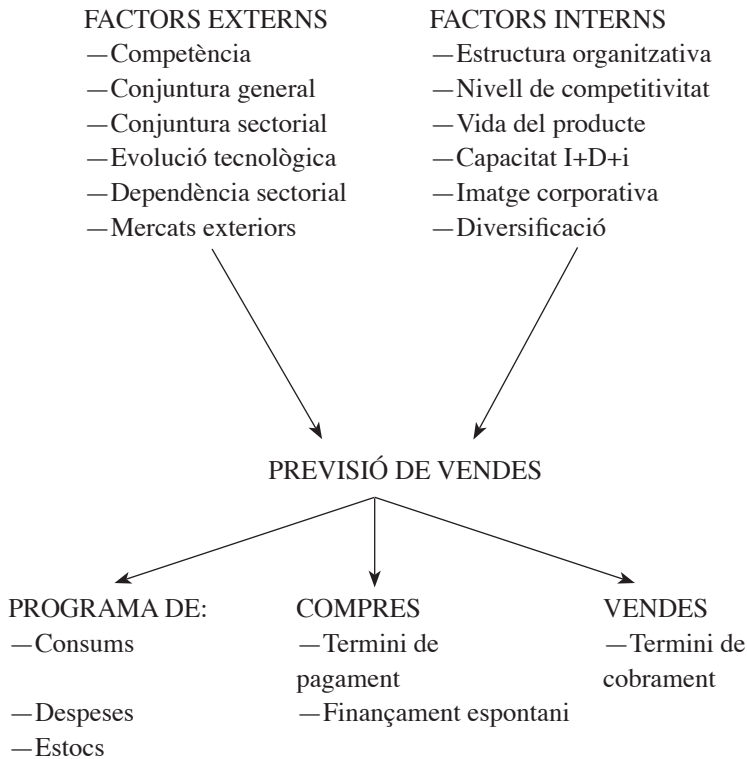 FACTORS EXTERNS
—Competència
—Conjuntura general
—Conjuntura sectorial
—Evolució tecnològica
—Dependència sectorial
—Mercats exteriors
FACTORS INTERNS
—Estructura organitzativa
—Nivell de competitivitat
—Vida del producte
—Capacitat I+D+i
—Imatge corporativa
—Diversificació
PREVISIÓ DE VENDES
PROGRAMA DE:
—Consums
—Despeses
—Estocs
COMPRES
—Termini de
pagament
—Finançament espontani
VENDES
—Termini de
cobrament